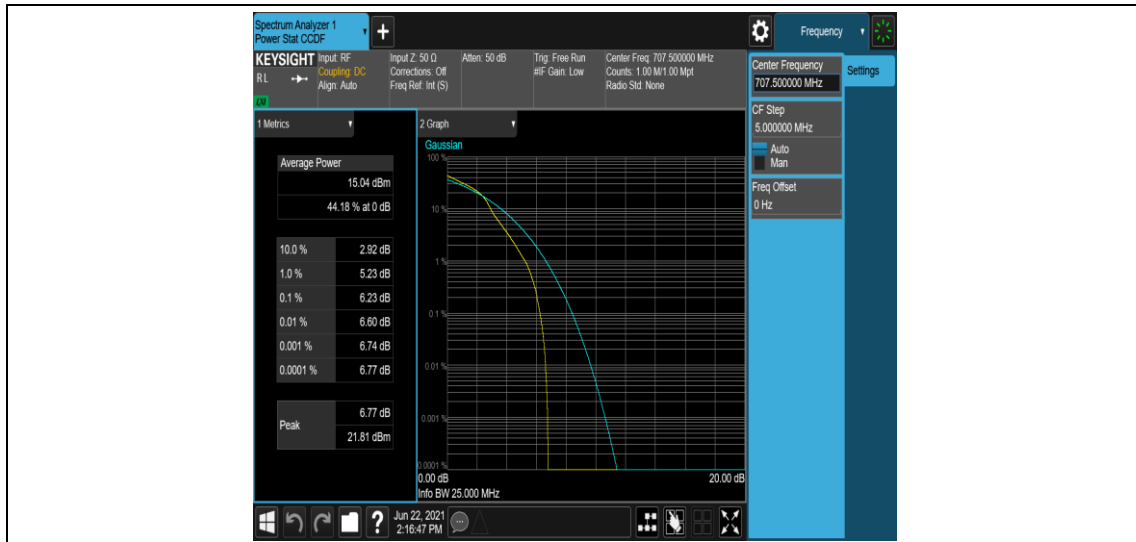 Spectrum Analyzer 1
Power Stat CCDF
+
Frequency
KEYSIGHT
Input: RF
Input Z: 50 Ω
Atten: 50 dB
Trig: Free Run
Center Freq: 707.500000 MHz
RL
Coupling: DC
Corrections: Off
#IF Gain: Low
Counts: 1.00 M/1.00 Mpt
Align: Auto
Freq Ref: Int (S)
Radio Std: None
LXI
Center Frequency
707.500000 MHz
Settings
CF Step
5.000000 MHz
Auto
Man
Freq Offset
0 Hz
1 Metrics
Average Power
15.04 dBm
44.18 % at 0 dB
10.0 % 2.92 dB
1.0 % 5.23 dB
0.1 % 6.23 dB
0.01 % 6.60 dB
0.001 % 6.74 dB
0.0001 % 6.77 dB
Peak
6.77 dB
21.81 dBm
2 Graph
Gaussian
100 %
10 %
1 %
0.1 %
0.01 %
0.001 %
0.0001 %
0.00 dB 20.00 dB
Info BW 25.000 MHz
?
Jun 22, 2021
2:16:47 PM